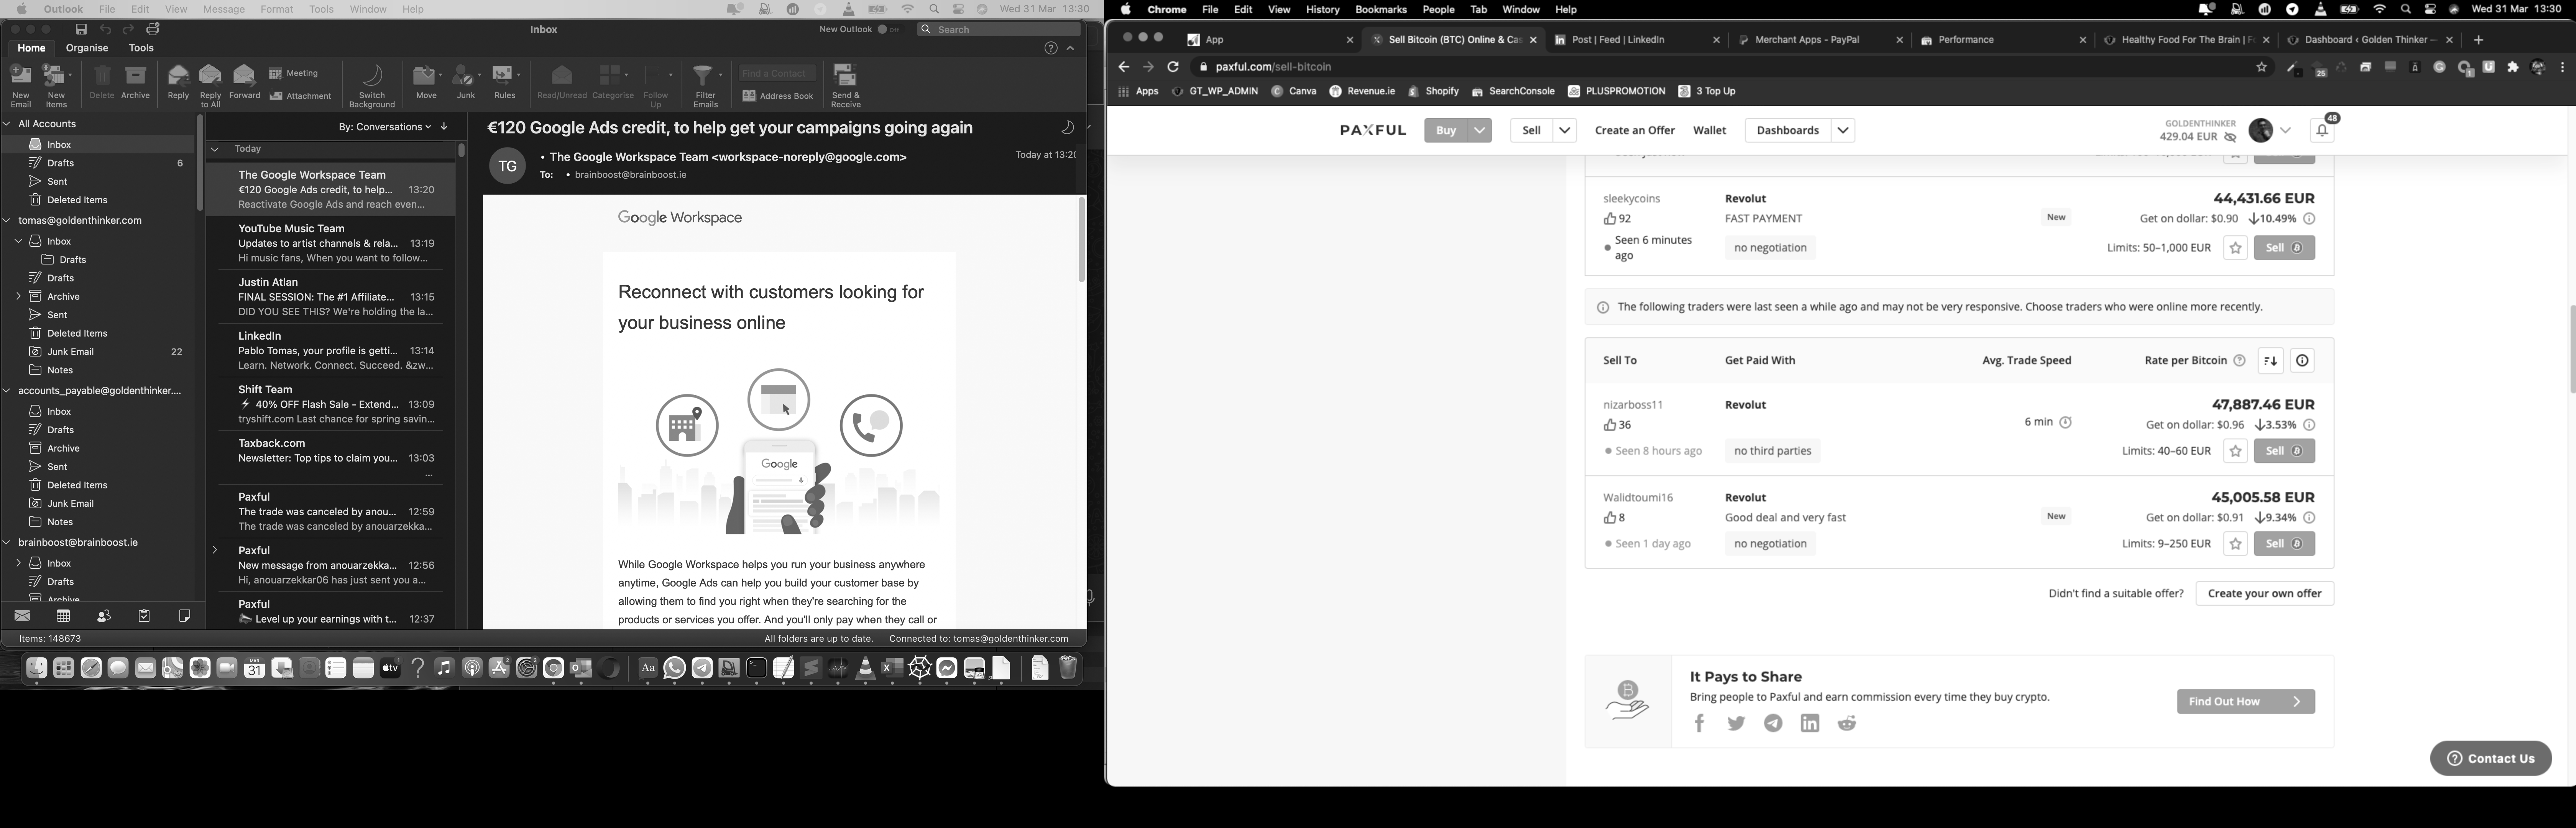 Outlook File Edit View Message Format Tools Window Help Wed 31 Mar 13:30
Inbox New Outlook Search
Home Organise Tools
New Email
New Items
Delete Archive
Reply
Reply to All
Forward
Meeting
Attachment
Switch Background
Move Junk Rules
Read/Unread Categorise Follow Up
Filter Emails
Find a Contact
Address Book
Send & Receive
All Accounts
Inbox
Drafts 6
Sent
Deleted Items
tomas@goldenthinker.com
Inbox
Drafts
Drafts
Archive
Sent
Deleted Items
Junk Email 22
Notes
accounts_payable@goldenthinker....
Inbox
Drafts
Archive
Sent
Deleted Items
Junk Email
Notes
brainboost@brainboost.ie
Inbox
Drafts
Archive
By: Conversations
Today
The Google Workspace Team
€120 Google Ads credit, to help... 13:20
Reactivate Google Ads and reach even...
YouTube Music Team
Updates to artist channels & rela... 13:19
Hi music fans, When you want to follow...
Justin Atlan
FINAL SESSION: The #1 Affiliate... 13:15
DID YOU SEE THIS? We're holding the la...
LinkedIn
Pablo Tomas, your profile is getti... 13:14
Learn. Network. Connect. Succeed. &zw...
Shift Team
⚡ 40% OFF Flash Sale - Extend... 13:09
tryshift.com Last chance for spring savin...
Taxback.com
Newsletter: Top tips to claim you... 13:03
...
Paxful
The trade was canceled by anou... 12:59
The trade was canceled by anouarzekka...
Paxful
New message from anouarzekka... 12:56
Hi, anouarzekkar06 has just sent you a...
Paxful
Level up your earnings with t... 12:37
€120 Google Ads credit, to help get your campaigns going again
TG
• The Google Workspace Team <workspace-noreply@google.com>
Today at 13:20
To: • brainboost@brainboost.ie
Google Workspace
Reconnect with customers looking for
your business online
Google
While Google Workspace helps you run your business anywhere
anytime, Google Ads can help you build your customer base by
allowing them to find you right when they're searching for the
products or services you offer. And you'll only pay when they call or
Items: 148673 All folders are up to date. Connected to: tomas@goldenthinker.com
MAR
31
tv
Aa
Chrome File Edit View History Bookmarks People Tab Window Help Wed 31 Mar 13:30
App
Sell Bitcoin (BTC) Online & Cas
Post | Feed | LinkedIn
Merchant Apps - PayPal
Performance
Healthy Food For The Brain | F
Dashboard ‹ Golden Thinker —
paxful.com/sell-bitcoin
25
Apps GT_WP_ADMIN Canva Revenue.ie Shopify SearchConsole PLUSPROMOTION 3 Top Up
PAXFUL Buy Sell Create an Offer Wallet Dashboards
GOLDENTHINKER
429.04 EUR
48
sleekycoins Revolut 44,431.66 EUR
92 FAST PAYMENT New Get on dollar: $0.90 ↓10.49%
Seen 6 minutes ago no negotiation Limits: 50–1,000 EUR Sell
The following traders were last seen a while ago and may not be very responsive. Choose traders who were online more recently.
Sell To Get Paid With Avg. Trade Speed Rate per Bitcoin
nizarboss11 Revolut 47,887.46 EUR
36 6 min Get on dollar: $0.96 ↓3.53%
Seen 8 hours ago no third parties Limits: 40–60 EUR Sell
Walidtoumi16 Revolut 45,005.58 EUR
8 Good deal and very fast New Get on dollar: $0.91 ↓9.34%
Seen 1 day ago no negotiation Limits: 9–250 EUR Sell
Didn't find a suitable offer? Create your own offer
It Pays to Share
Bring people to Paxful and earn commission every time they buy crypto.
Find Out How
Contact Us